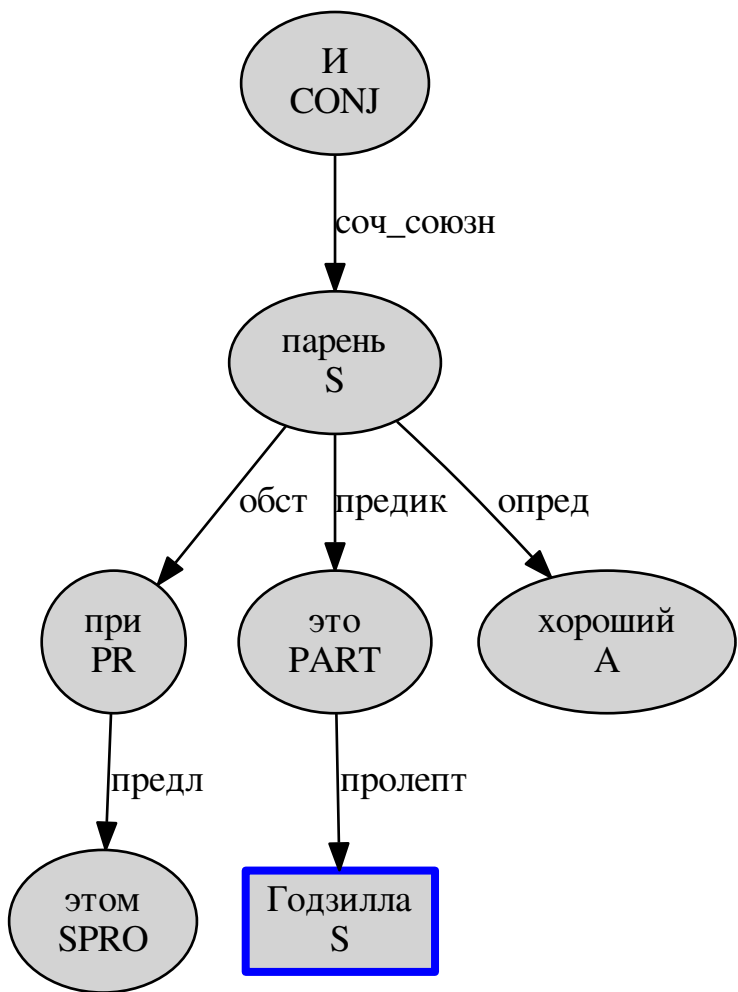 И
CONJ
соч_союзн
парень
S
обст
предик
опред
при
PR
это
PART
хороший
A
предл
пролепт
этом
SPRO
Годзилла
S